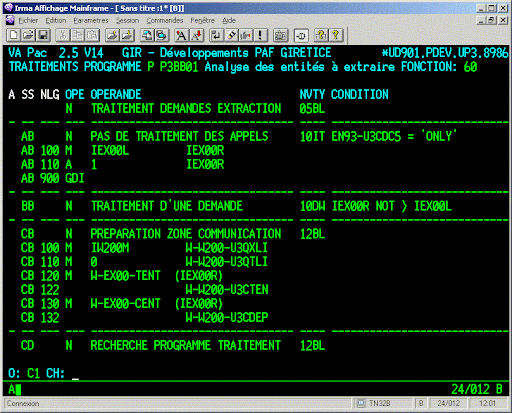 Irma Affichage Mainframe - [ Sans titre :1* [B]]
Fichier Edition Paramètres Session Commandes Fenêtre Aide
VA Pac 2.5 V14 GIR - Développements PAF GIRETICE *UD901.PDEV.UP3.8986
TRAITEMENTS PROGRAMME P P3BB01 Analyse des entités à extraire FONCTION: 60
A SS NLG OPE OPERANDE NVTY CONDITION
N TRAITEMENT DEMANDES EXTRACTION 05BL
-- -- --- --- -------------------------------- ---- --------------------------
AB N PAS DE TRAITEMENT DES APPELS 10IT EN93-U3CDC5 = 'ONLY'
AB 100 M IEX00L IEX00R
AB 110 A 1 IEX00R
AB 900 GDI
-- -- --- --- -------------------------------- ---- --------------------------
BB N TRAITEMENT D'UNE DEMANDE 10DW IEX00R NOT > IEX00L
-- -- --- --- -------------------------------- ---- --------------------------
CB N PREPARATION ZONE COMMUNICATION 12BL
CB 100 M IW200M W-W200-U3QXLI
CB 110 M 0 W-W200-U3QTLI
CB 120 M W-EX00-TENT (IEX00R)
CB 122 W-W200-U3CTEN
CB 130 M W-EX00-CENT (IEX00R)
CB 132 W-W200-U3CDEP
-- -- --- --- -------------------------------- ---- --------------------------
CD N RECHERCHE PROGRAMME TRAITEMENT 12BL
O: C1 CH: _
A 24/012 B
Connexion TN32B B 24/012 12:01